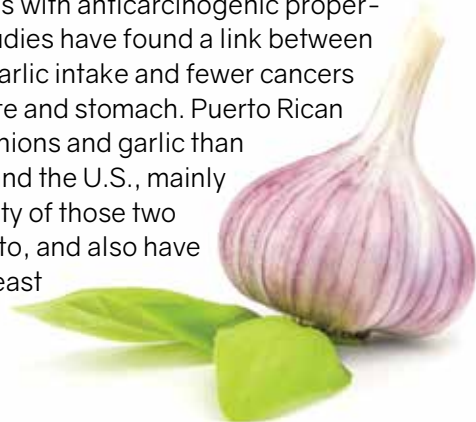 s with anticarcinogenic proper-
udies have found a link between
arlic intake and fewer cancers
te and stomach. Puerto Rican
nions and garlic than
nd the U.S., mainly
ty of those two
to, and also have
east